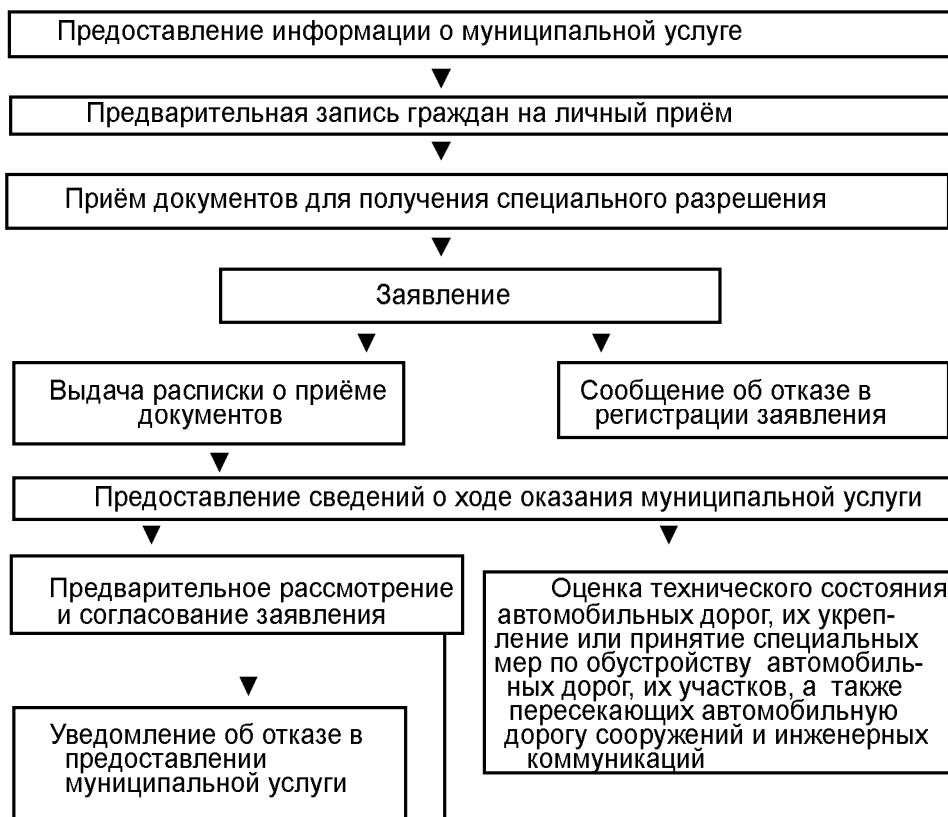 Предоставление информации о муниципальной услуге
Предварительная запись граждан на личный приём
Приём документов для получения специального разрешения
Заявление
Выдача расписки о приёме
документов
Сообщение об отказе в
регистрации заявления
Предоставление сведений о ходе оказания муниципальной услуги
Предварительное рассмотрение
и согласование заявления
Оценка технического состояния
автомобильных дорог, их укреп-
ление или принятие специальных
мер по обустройству автомобиль-
ных дорог, их участков, а также
пересекающих автомобильную
дорогу сооружений и инженерных
коммуникаций
Уведомление об отказе в
предоставлении
муниципальной услуги